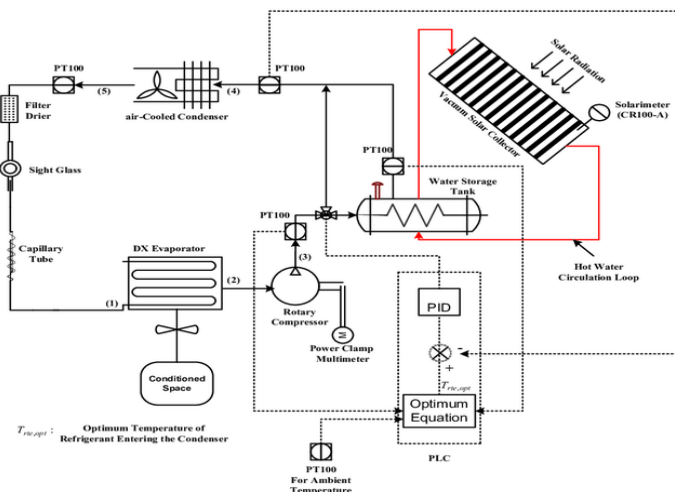 PT100
PT100
Solar Radiation
(5)
(4)
Filter
Drier
air-Cooled Condenser
Solarimeter
(CR100-A)
Vacuum Solar Collector
PT100
Sight Glass
Water Storage
Tank
PT100
Capillary
Tube
DX Evaporator
(3)
Hot Water
Circulation Loop
(2)
(1)
Rotary
Compressor
PID
M
Power Clamp
Multimeter
-
+
Conditioned
Space
Tric,opt
Optimum
Equation
Tric,opt : Optimum Temperature of
Refrigerant Entering the Condenser
PLC
PT100
For Ambient
Temperature